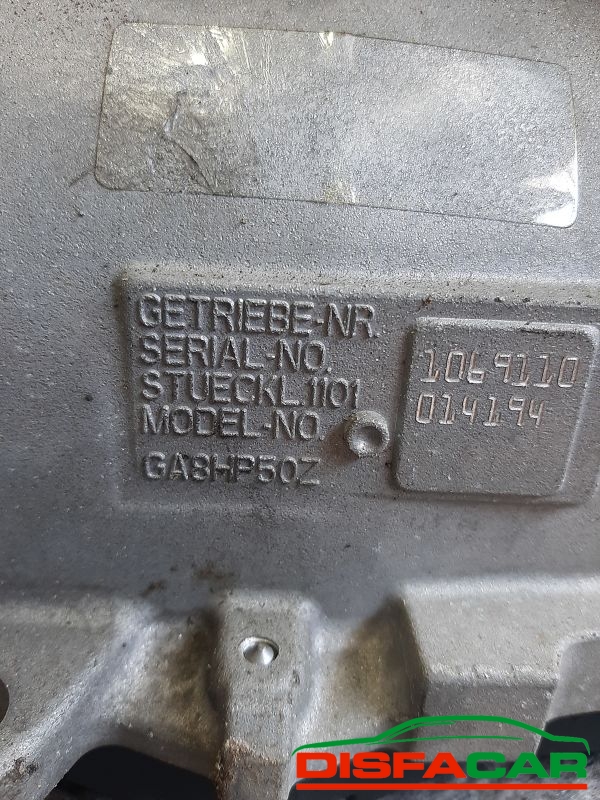 GETRIEBE-NR.
SERIAL-NO.
STUECKL.1101
MODEL-NO.
GA8HP50Z
1069110
014194
DISFACAR